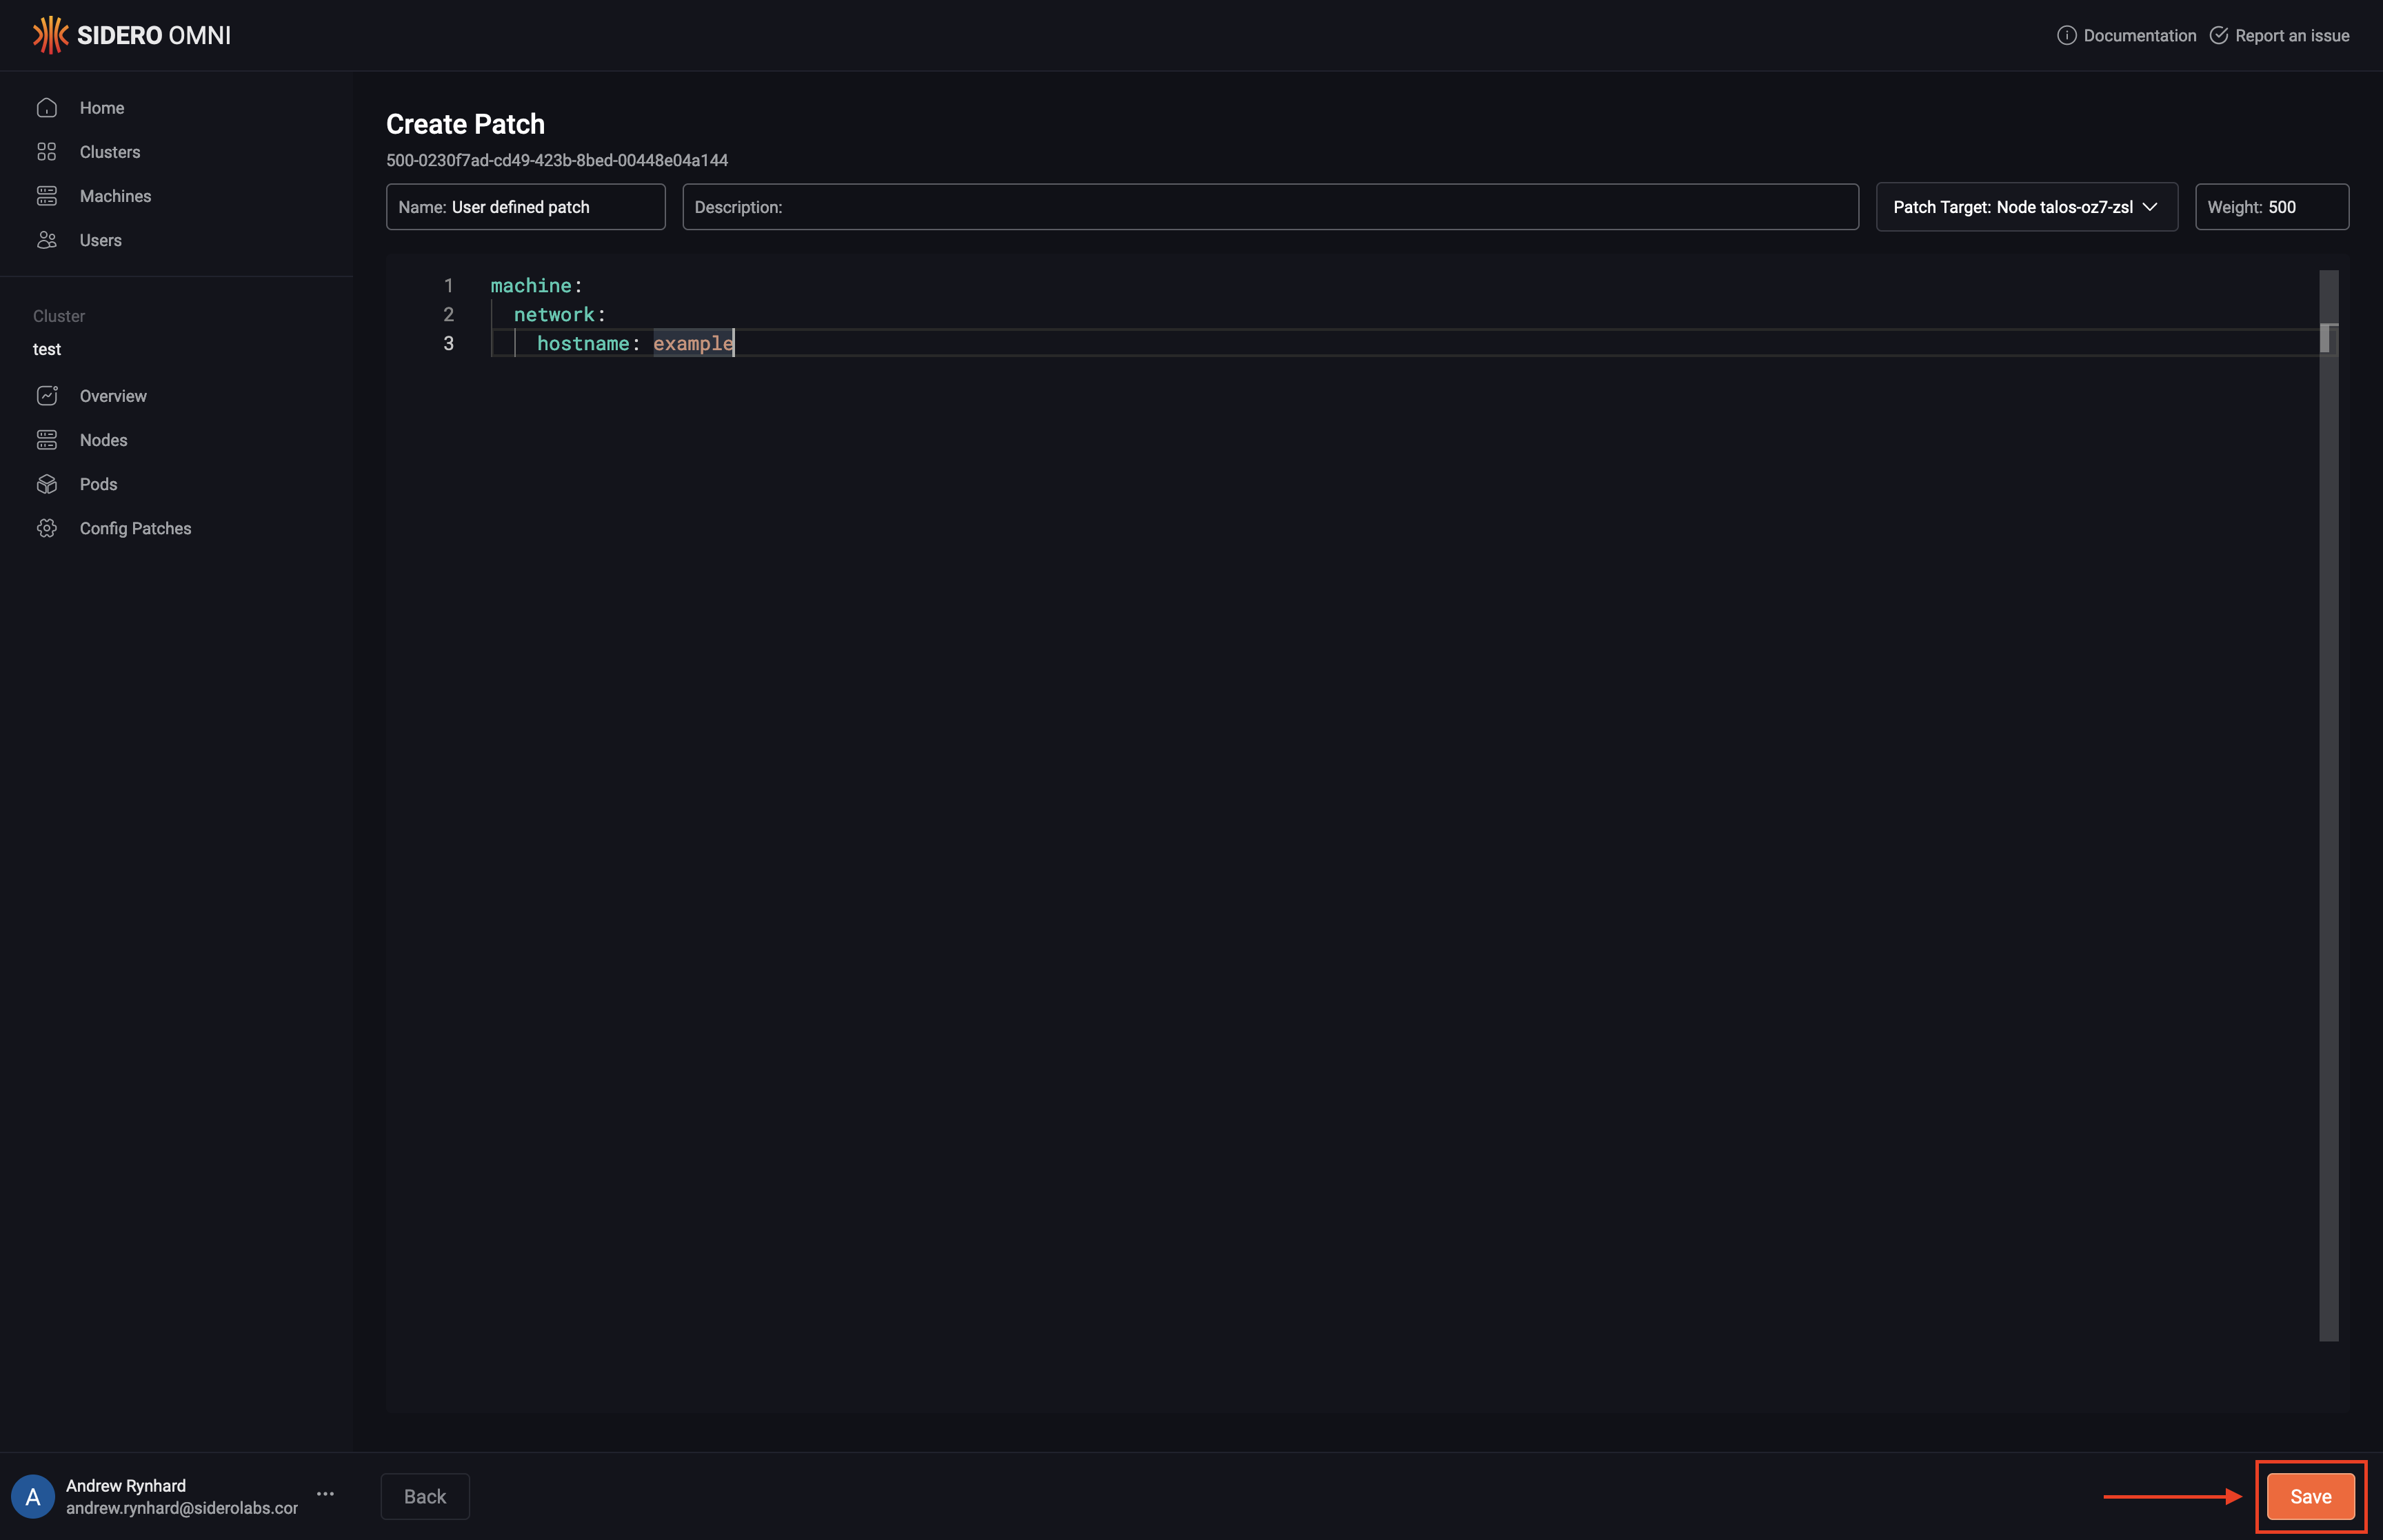 SIDERO OMNI
Documentation
Report an issue
Home
Clusters
Machines
Users
Cluster
test
Overview
Nodes
Pods
Config Patches
Create Patch
500-0230f7ad-cd49-423b-8bed-00448e04a144
Name: User defined patch
Description:
Patch Target: Node talos-oz7-zsl
Weight: 500
1 machine:
2 network:
3 hostname: example
A
Andrew Rynhard
andrew.rynhard@siderolabs.cor
Back
Save